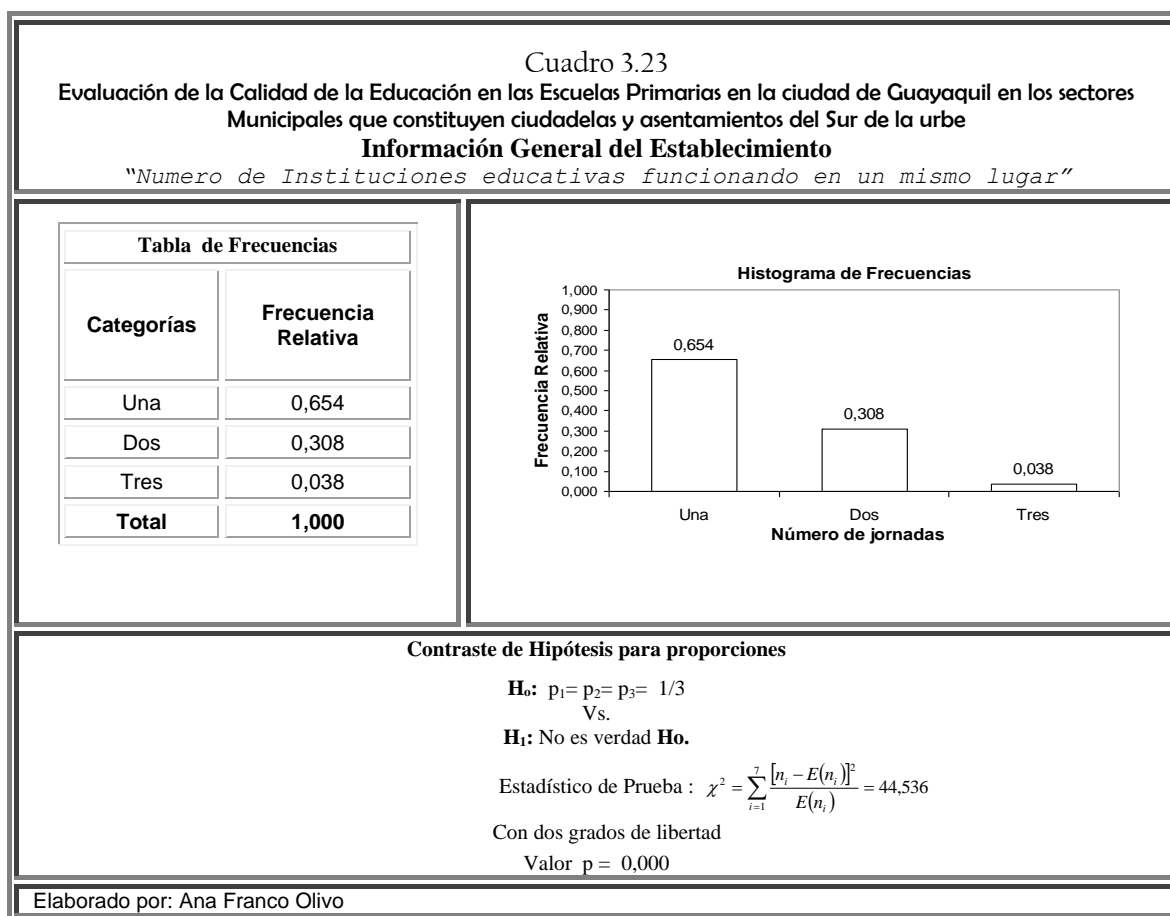 Cuadro 3.23
Evaluación de la Calidad de la Educación en las Escuelas Primarias en la ciudad de Guayaquil en los sectores
Municipales que constituyen ciudadelas y asentamientos del Sur de la urbe
Información General del Establecimiento
"Numero de Instituciones educativas funcionando en un mismo lugar"
Tabla de Frecuencias
Categorías Frecuencia
Relativa
Una 0,654
Dos 0,308
Tres 0,038
Total 1,000
Histograma de Frecuencias
Frecuencia Relativa
1,000
0,900
0,800
0,700
0,600
0,500
0,400
0,300
0,200
0,100
0,000
0,654
0,308
0,038
Una Dos Tres
Número de jornadas
Contraste de Hipótesis para proporciones
Ho: p1= p2= p3= 1/3
Vs.
H1: No es verdad Ho.
Estadístico de Prueba : χ² = ∑_{i=1}^{7} [n_i − E(n_i)]² / E(n_i) = 44,536
Con dos grados de libertad
Valor p = 0,000
Elaborado por: Ana Franco Olivo